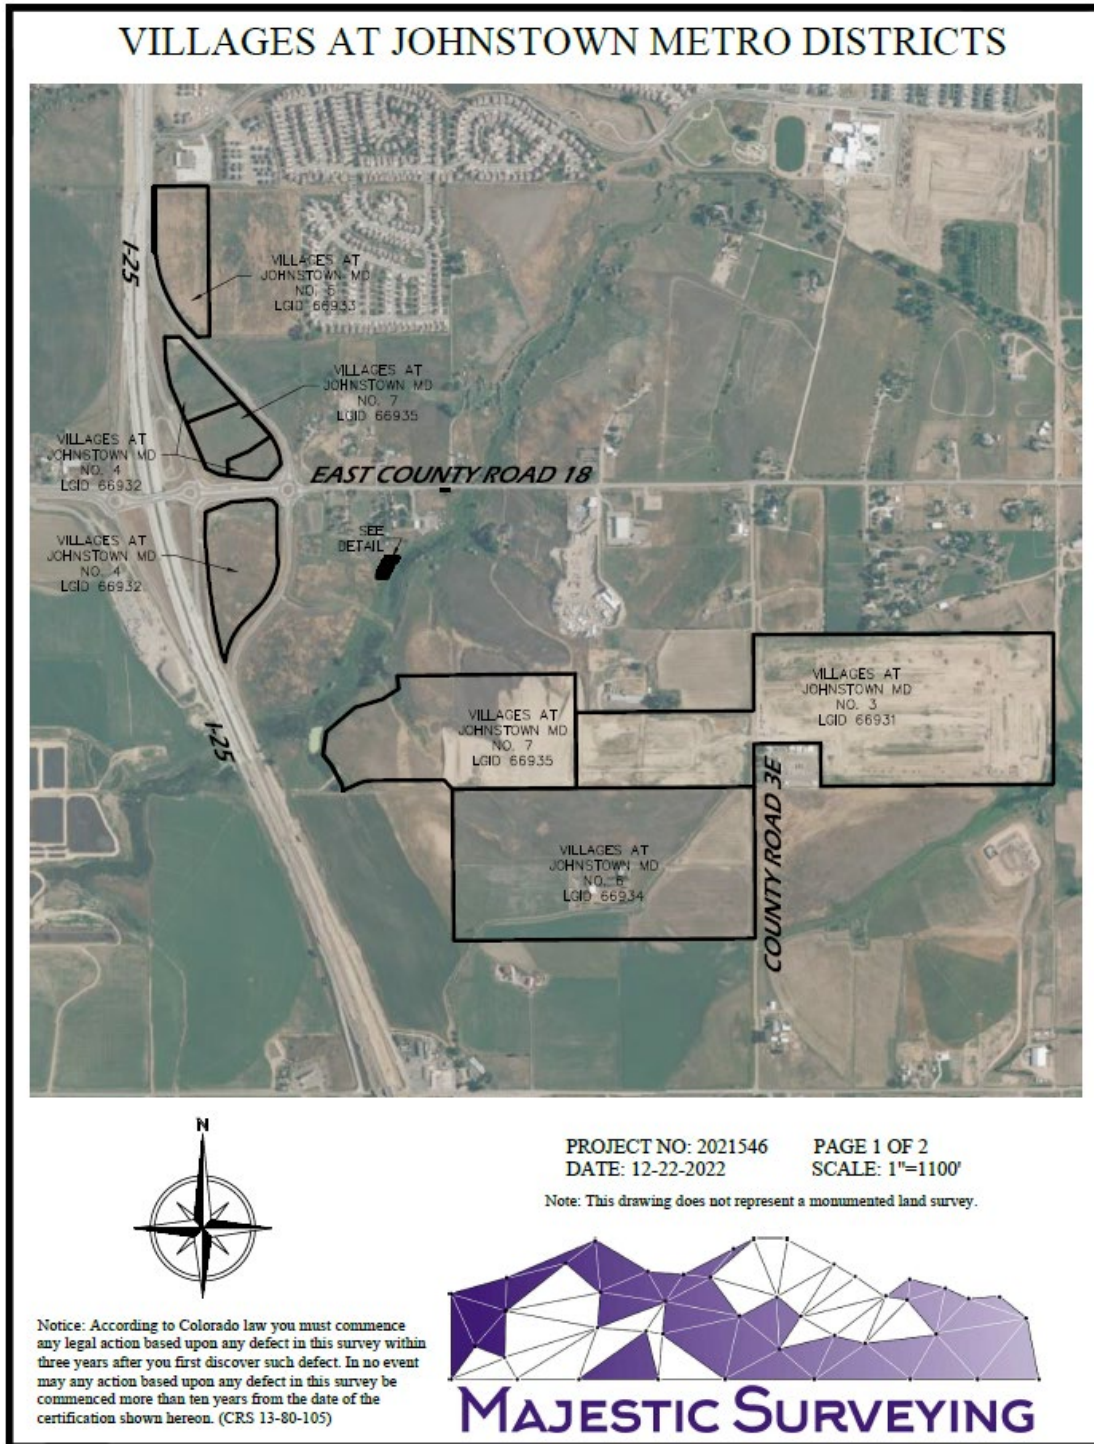 VILLAGES AT JOHNSTOWN METRO DISTRICTS
I-25
VILLAGES AT
JOHNSTOWN MD
NO. 5
LGID 66933
VILLAGES AT
JOHNSTOWN MD
NO. 7
LGID 66935
VILLAGES AT
JOHNSTOWN MD
NO. 4
LGID 66932
EAST COUNTY ROAD 18
SEE
DETAIL
VILLAGES AT
JOHNSTOWN MD
NO. 4
LGID 66932
VILLAGES AT
JOHNSTOWN MD
NO. 3
LGID 66931
I-25
VILLAGES AT
JOHNSTOWN MD
NO. 7
LGID 66935
COUNTY ROAD 3E
VILLAGES AT
JOHNSTOWN MD
NO. 6
LGID 66934
N
PROJECT NO: 2021546 PAGE 1 OF 2
DATE: 12-22-2022 SCALE: 1"=1100'
Note: This drawing does not represent a monumented land survey.
Notice: According to Colorado law you must commence
any legal action based upon any defect in this survey within
three years after you first discover such defect. In no event
may any action based upon any defect in this survey be
commenced more than ten years from the date of the
certification shown hereon. (CRS 13-80-105)
MAJESTIC SURVEYING